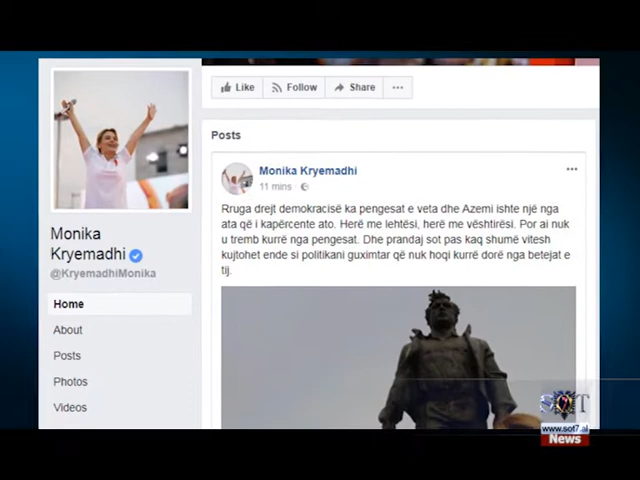 Like
Follow
Share
Posts
Monika Kryemadhi
11 mins
Rruga drejt demokracisë ka pengesat e veta dhe Azemi ishte një nga
ata që i kapërcente ato. Herë me lehtësi, herë me vështirësi. Por ai nuk
u tremb kurrë nga pengesat. Dhe prandaj sot pas kaq shumë vitesh
kujtohet ende si politikani guximtar që nuk hoqi kurrë dorë nga betejat e
tij.
Monika
Kryemadhi
@KryemadhiMonika
Home
About
Posts
Photos
Videos
SOT
www.sot7.al
News